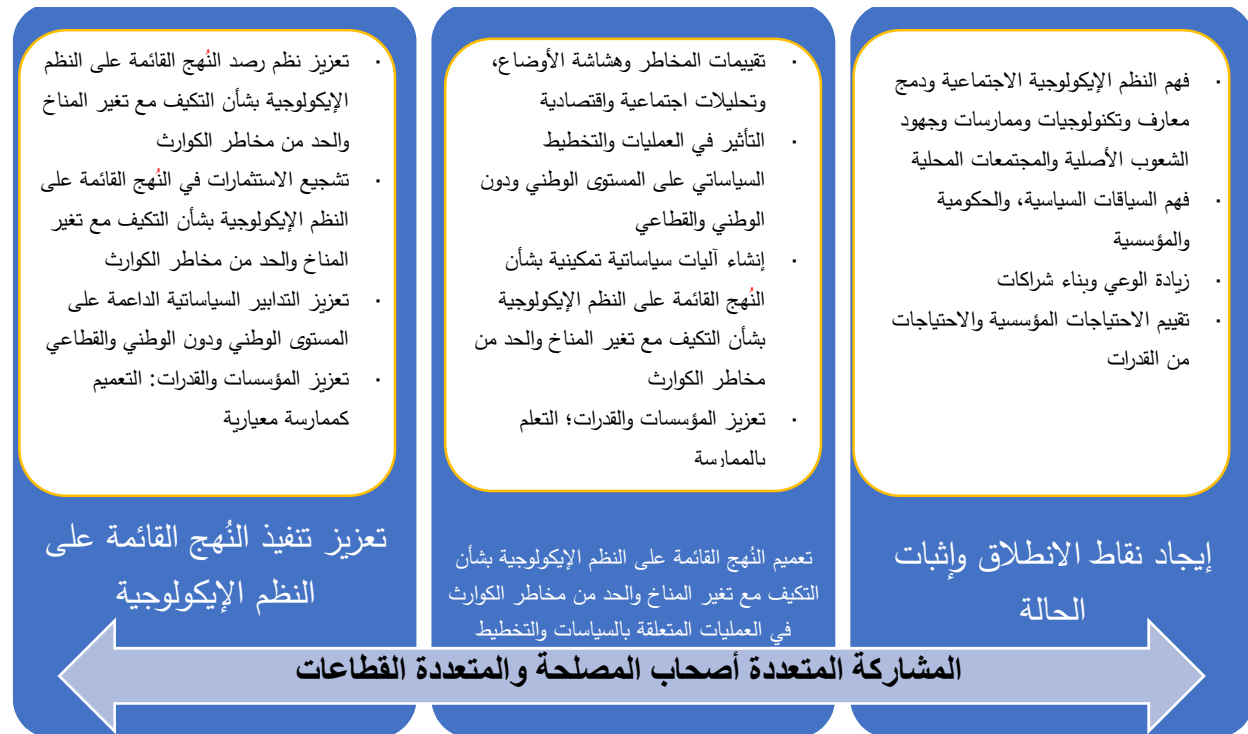 · فهم النظم الإيكولوجية الاجتماعية ودمج
معارف وتكنولوجيات وممارسات وجهود
الشعوب الأصلية والمجتمعات المحلية
· فهم السياقات السياسية، والحكومية
والمؤسسية
· زيادة الوعي وبناء شراكات
· تقييم الاحتياجات المؤسسية والاحتياجات
من القدرات
إيجاد نقاط الانطلاق وإثبات
الحالة
· تقييمات المخاطر وهشاشة الأوضاع،
وتحليلات اجتماعية واقتصادية
· التأثير في العمليات والتخطيط
السياساتي على المستوى الوطني ودون
الوطني والقطاعي
· إنشاء آليات سياساتية تمكينية بشأن
النُهج القائمة على النظم الإيكولوجية
بشأن التكيف مع تغير المناخ والحد من
مخاطر الكوارث
· تعزيز المؤسسات والقدرات؛ التعلم
بالممارسة
تعميم النُهج القائمة على النظم الإيكولوجية بشأن
التكيف مع تغير المناخ والحد من مخاطر الكوارث
في العمليات المتعلقة بالسياسات والتخطيط
· تعزيز نظم رصد النُهج القائمة على النظم
الإيكولوجية بشأن التكيف مع تغير المناخ
والحد من مخاطر الكوارث
· تشجيع الاستثمارات في النُهج القائمة على
النظم الإيكولوجية بشأن التكيف مع تغير
المناخ والحد من مخاطر الكوارث
· تعزيز التدابير السياساتية الداعمة على
المستوى الوطني ودون الوطني والقطاعي
· تعزيز المؤسسات والقدرات: التعميم
كممارسة معيارية
تعزيز تنفيذ النُهج القائمة على
النظم الإيكولوجية
المشاركة المتعددة أصحاب المصلحة والمتعددة القطاعات